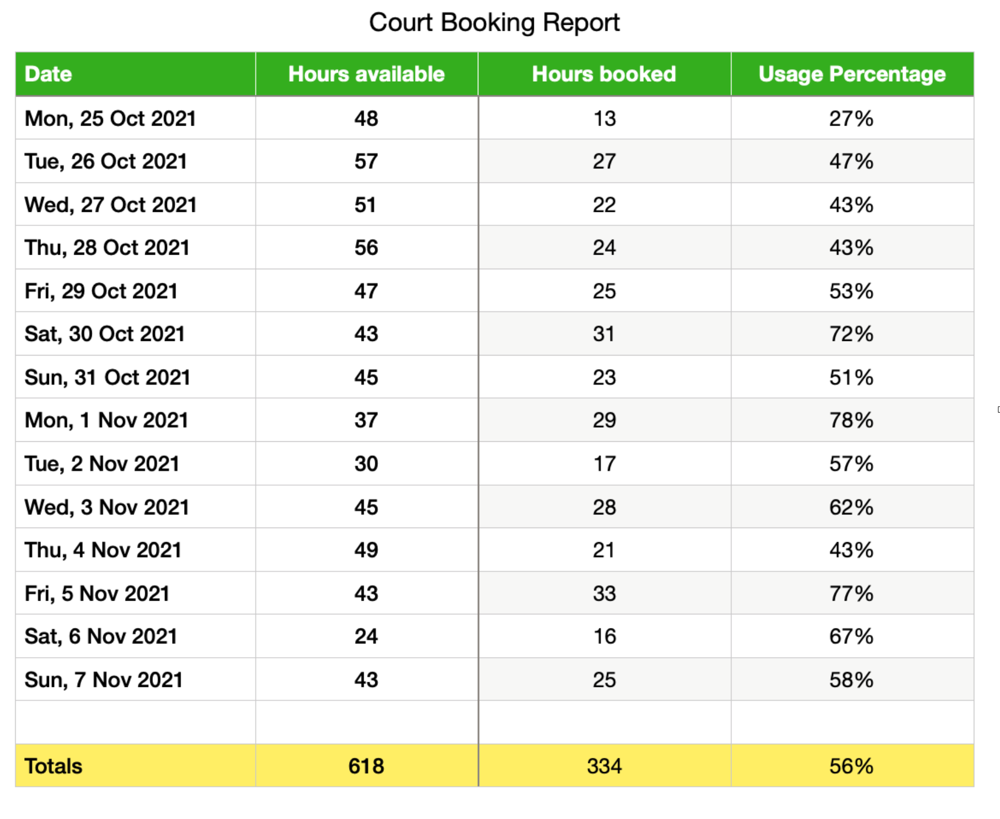 Court Booking Report
Date Hours available Hours booked Usage Percentage
Mon, 25 Oct 2021 48 13 27%
Tue, 26 Oct 2021 57 27 47%
Wed, 27 Oct 2021 51 22 43%
Thu, 28 Oct 2021 56 24 43%
Fri, 29 Oct 2021 47 25 53%
Sat, 30 Oct 2021 43 31 72%
Sun, 31 Oct 2021 45 23 51%
Mon, 1 Nov 2021 37 29 78%
Tue, 2 Nov 2021 30 17 57%
Wed, 3 Nov 2021 45 28 62%
Thu, 4 Nov 2021 49 21 43%
Fri, 5 Nov 2021 43 33 77%
Sat, 6 Nov 2021 24 16 67%
Sun, 7 Nov 2021 43 25 58%
Totals 618 334 56%